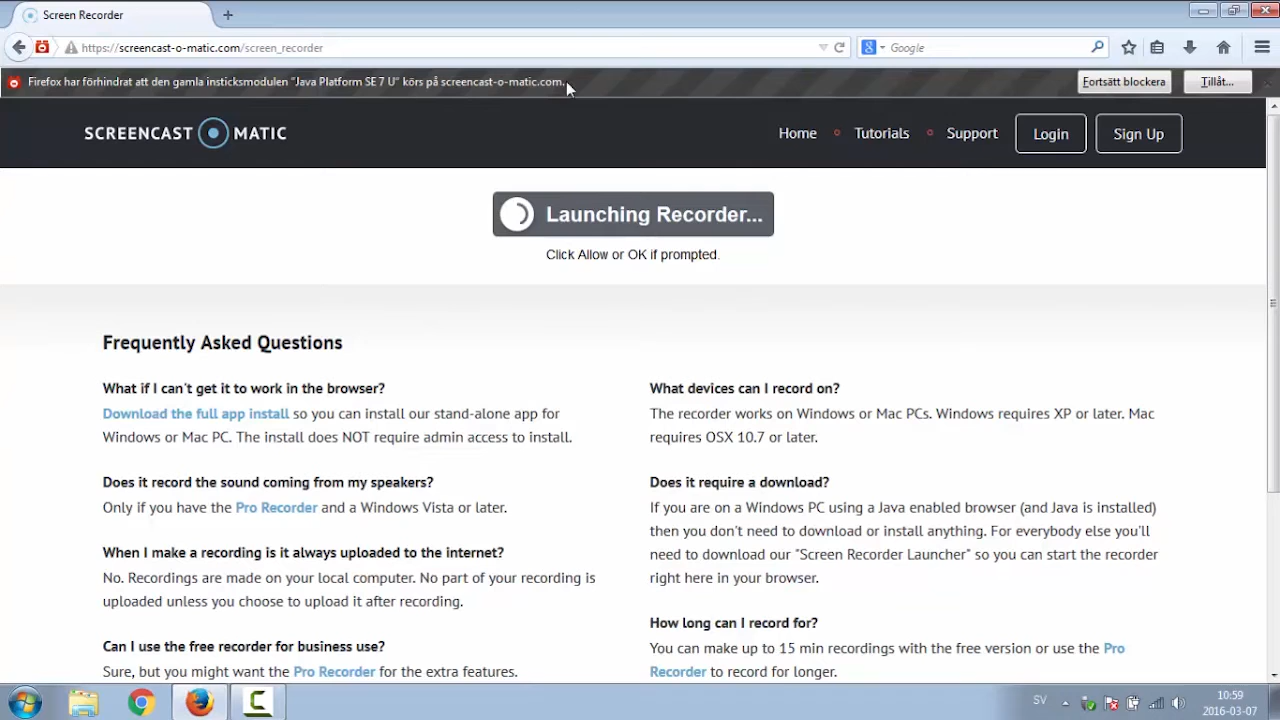 Screen Recorder
https://screencast-o-matic.com/screen_recorder
Google
Firefox har förhindrat att den gamla insticksmodulen "Java Platform SE 7 U" körs på screencast-o-matic.com.
Fortsätt blockera
Tillåt...
SCREENCAST MATIC
Home
Tutorials
Support
Login
Sign Up
Launching Recorder...
Click Allow or OK if prompted.
Frequently Asked Questions
What if I can't get it to work in the browser?
Download the full app install so you can install our stand-alone app for
Windows or Mac PC. The install does NOT require admin access to install.
Does it record the sound coming from my speakers?
Only if you have the Pro Recorder and a Windows Vista or later.
When I make a recording is it always uploaded to the internet?
No. Recordings are made on your local computer. No part of your recording is
uploaded unless you choose to upload it after recording.
Can I use the free recorder for business use?
Sure, but you might want the Pro Recorder for the extra features.
What devices can I record on?
The recorder works on Windows or Mac PCs. Windows requires XP or later. Mac
requires OSX 10.7 or later.
Does it require a download?
If you are on a Windows PC using a Java enabled browser (and Java is installed)
then you don't need to download or install anything. For everybody else you'll
need to download our "Screen Recorder Launcher" so you can start the recorder
right here in your browser.
How long can I record for?
You can make up to 15 min recordings with the free version or use the Pro
Recorder to record for longer.
SV
10:59
2016-03-07